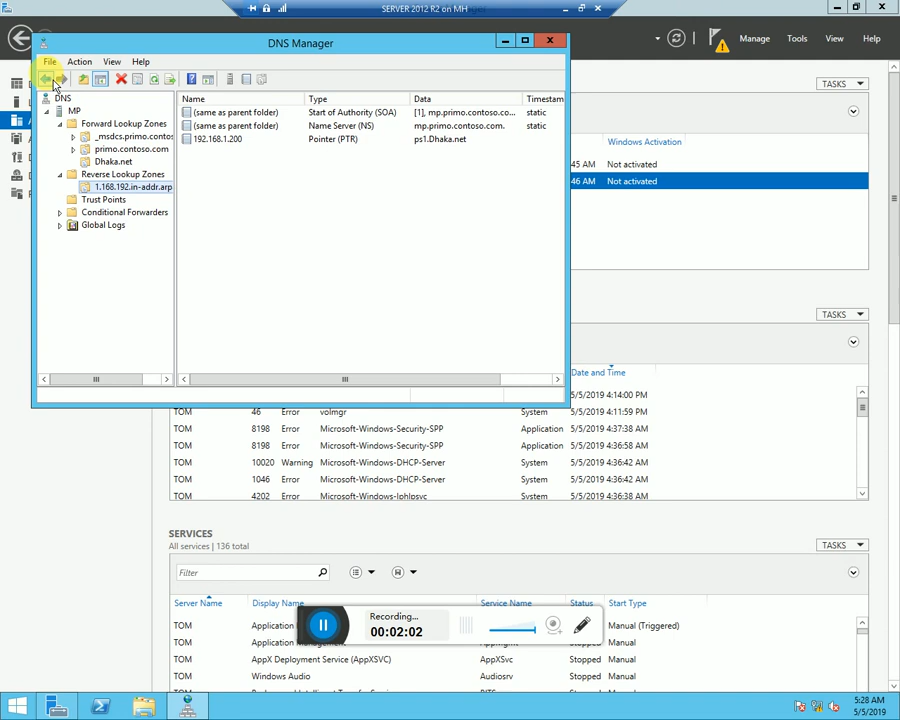 SERVER 2012 R2 on MH
DNS Manager
File Action View Help
Manage Tools View Help
DNS
MP
Forward Lookup Zones
_msdcs.primo.contos
primo.contoso.com
Dhaka.net
Reverse Lookup Zones
1.168.192.in-addr.arp
Trust Points
Conditional Forwarders
Global Logs
Name Type Data Timestam
(same as parent folder) Start of Authority (SOA) [1], mp.primo.contoso.co... static
(same as parent folder) Name Server (NS) mp.primo.contoso.com. static
192.168.1.200 Pointer (PTR) ps1.Dhaka.net
TASKS
Windows Activation
45 AM Not activated
46 AM Not activated
TASKS
Date and Time
5/5/2019 4:14:00 PM
TOM 46 Error volmgr System 5/5/2019 4:11:59 PM
TOM 8198 Error Microsoft-Windows-Security-SPP Application 5/5/2019 4:37:38 AM
TOM 8198 Error Microsoft-Windows-Security-SPP Application 5/5/2019 4:36:58 AM
TOM 10020 Warning Microsoft-Windows-DHCP-Server System 5/5/2019 4:36:42 AM
TOM 1046 Error Microsoft-Windows-DHCP-Server System 5/5/2019 4:36:42 AM
TOM 4202 Error Microsoft-Windows-Iphlpsvc System 5/5/2019 4:36:38 AM
SERVICES
All services | 136 total
TASKS
Filter
Server Name Display Name Service Name Status Start Type
TOM Application Manual (Triggered)
TOM Application Stopped Manual
TOM AppX Deployment Service (AppXSVC) AppXSvc Stopped Manual
TOM Windows Audio Audiosrv Stopped Manual
Recording...
00:02:02
5:28 AM
5/5/2019